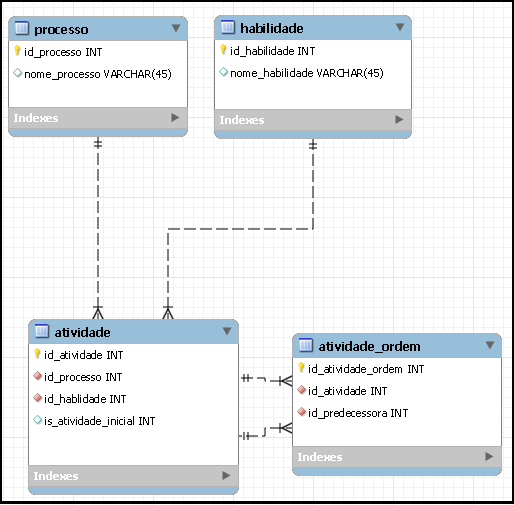 processo
id_processo INT
nome_processo VARCHAR(45)
Indexes
habilidade
id_habilidade INT
nome_habilidade VARCHAR(45)
Indexes
atividade
id_atividade INT
id_processo INT
id_hablidade INT
is_atividade_inicial INT
Indexes
atividade_ordem
id_atividade_ordem INT
id_atividade INT
id_predecessora INT
Indexes